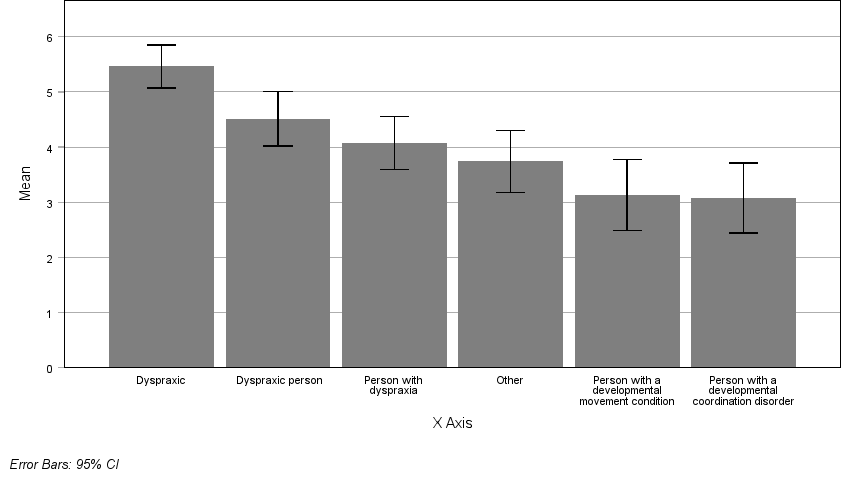 6
5
4
3
2
1
0
Mean
Dyspraxic
Dyspraxic person
Person with
dyspraxia
Other
Person with a
developmental
movement condition
Person with a
developmental
coordination disorder
X Axis
Error Bars: 95% CI